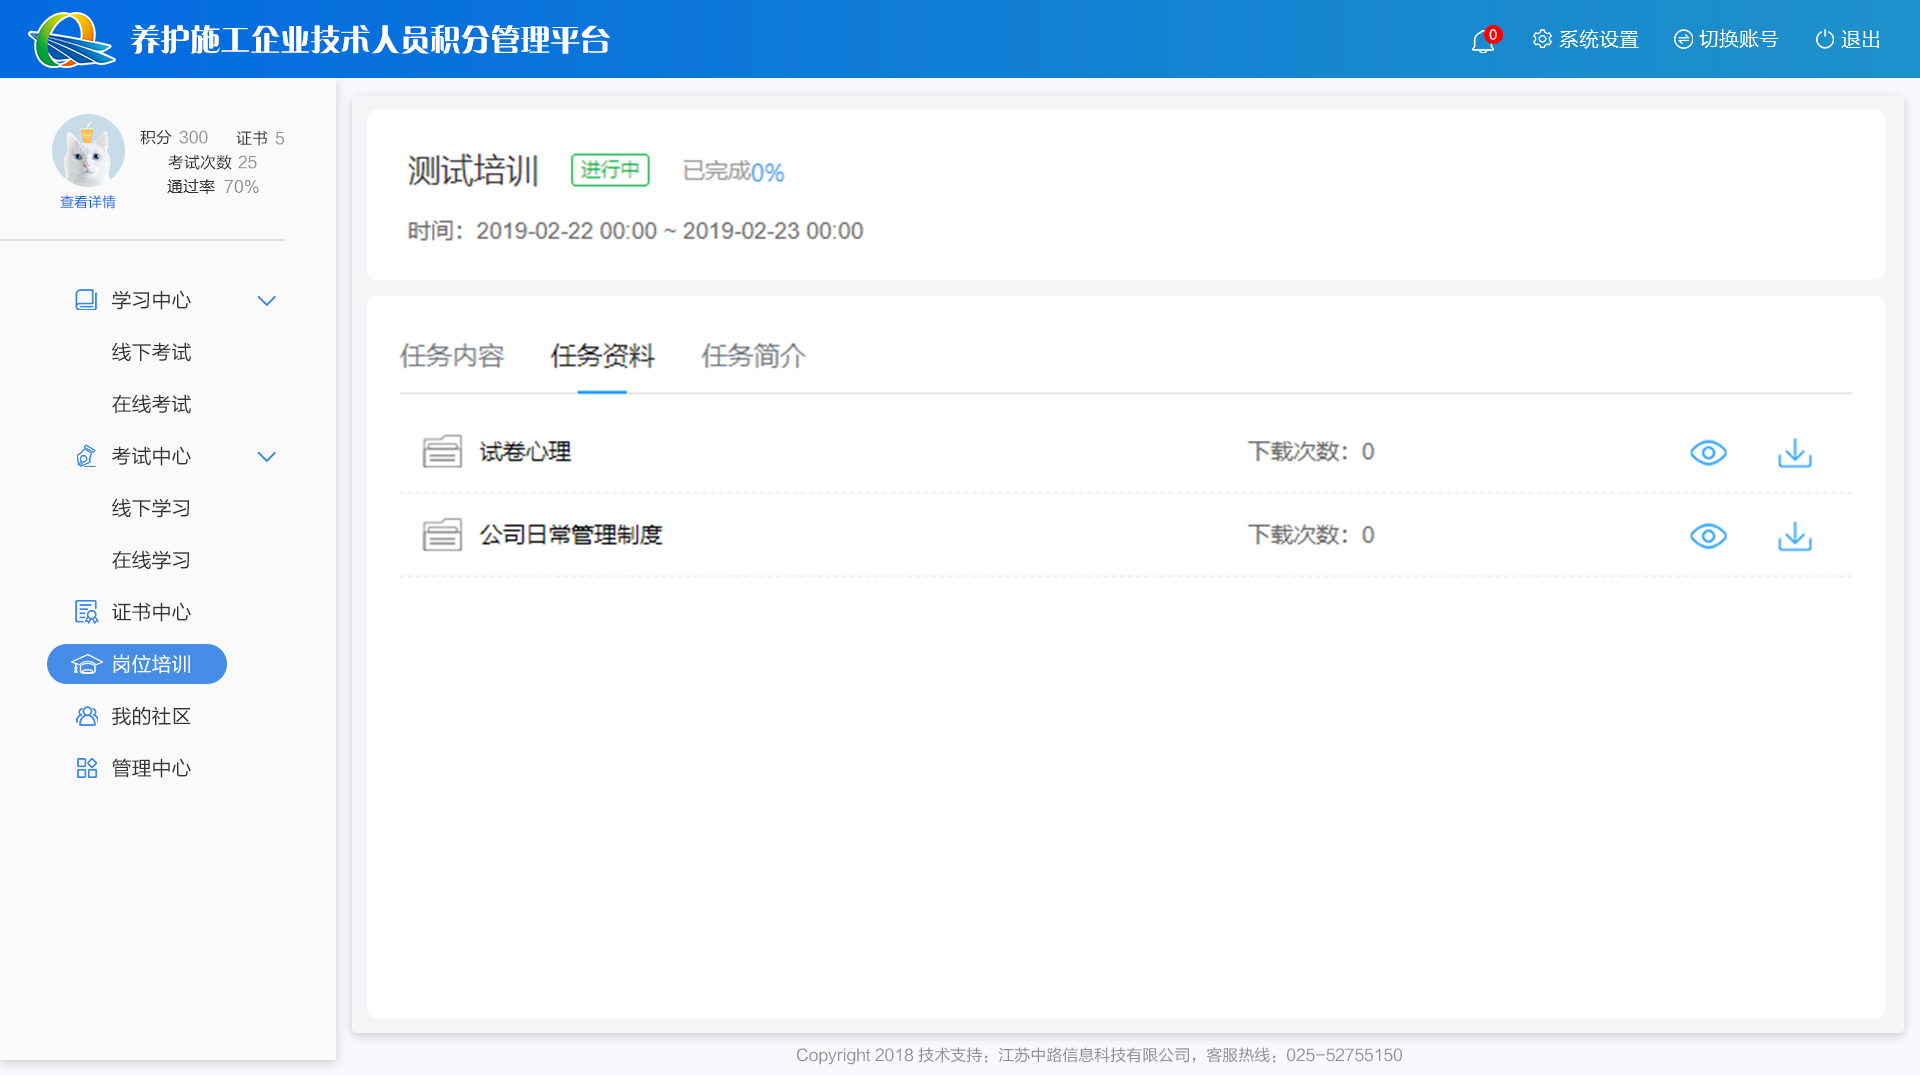 养护施工企业技术人员积分管理平台
0 系统设置 切换账号 退出
积分 300 证书 5
考试次数 25
通过率 70%
查看详情
学习中心
线下考试
在线考试
考试中心
线下学习
在线学习
证书中心
岗位培训
我的社区
管理中心
测试培训 进行中 已完成0%
时间：2019-02-22 00:00 ~ 2019-02-23 00:00
任务内容 任务资料 任务简介
试卷心理 下载次数：0
公司日常管理制度 下载次数：0
Copyright 2018 技术支持：江苏中路信息科技有限公司，客服热线：025-52755150